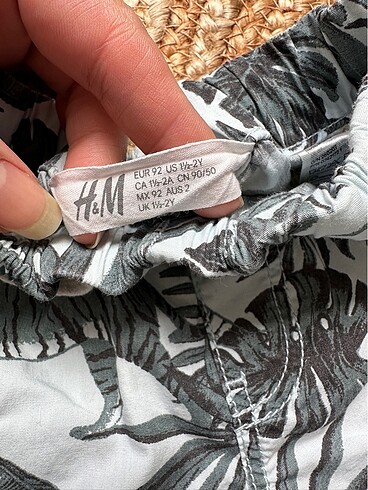 H&M
EUR 92 US 1½-2Y
CA 1½-2A CN 90/50
MX 92 AUS 2
UK 1½-2Y